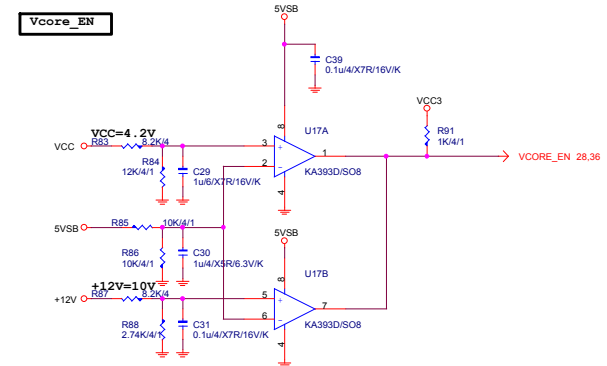 Vcore_EN
5VSB
C39
0.1u/4/X7R/16V/K
VCC3
U17A
R91
1K/4/1
VCC=4.2V
VCC
R83
8.2K/4
8
3
+
1
VCORE_EN 28,36
R84
2
-
12K/4/1
C29
1u/6/X7R/16V/K
KA393D/SO8
4
5VSB
R85
10K/4/1
5VSB
R86
10K/4/1
C30
1u/4/X5R/6.3V/K
U17B
8
+12V=10V
+12V
R87
8.2K/4
5
+
7
6
-
R88
2.74K/4/1
C31
0.1u/4/X7R/16V/K
KA393D/SO8
4